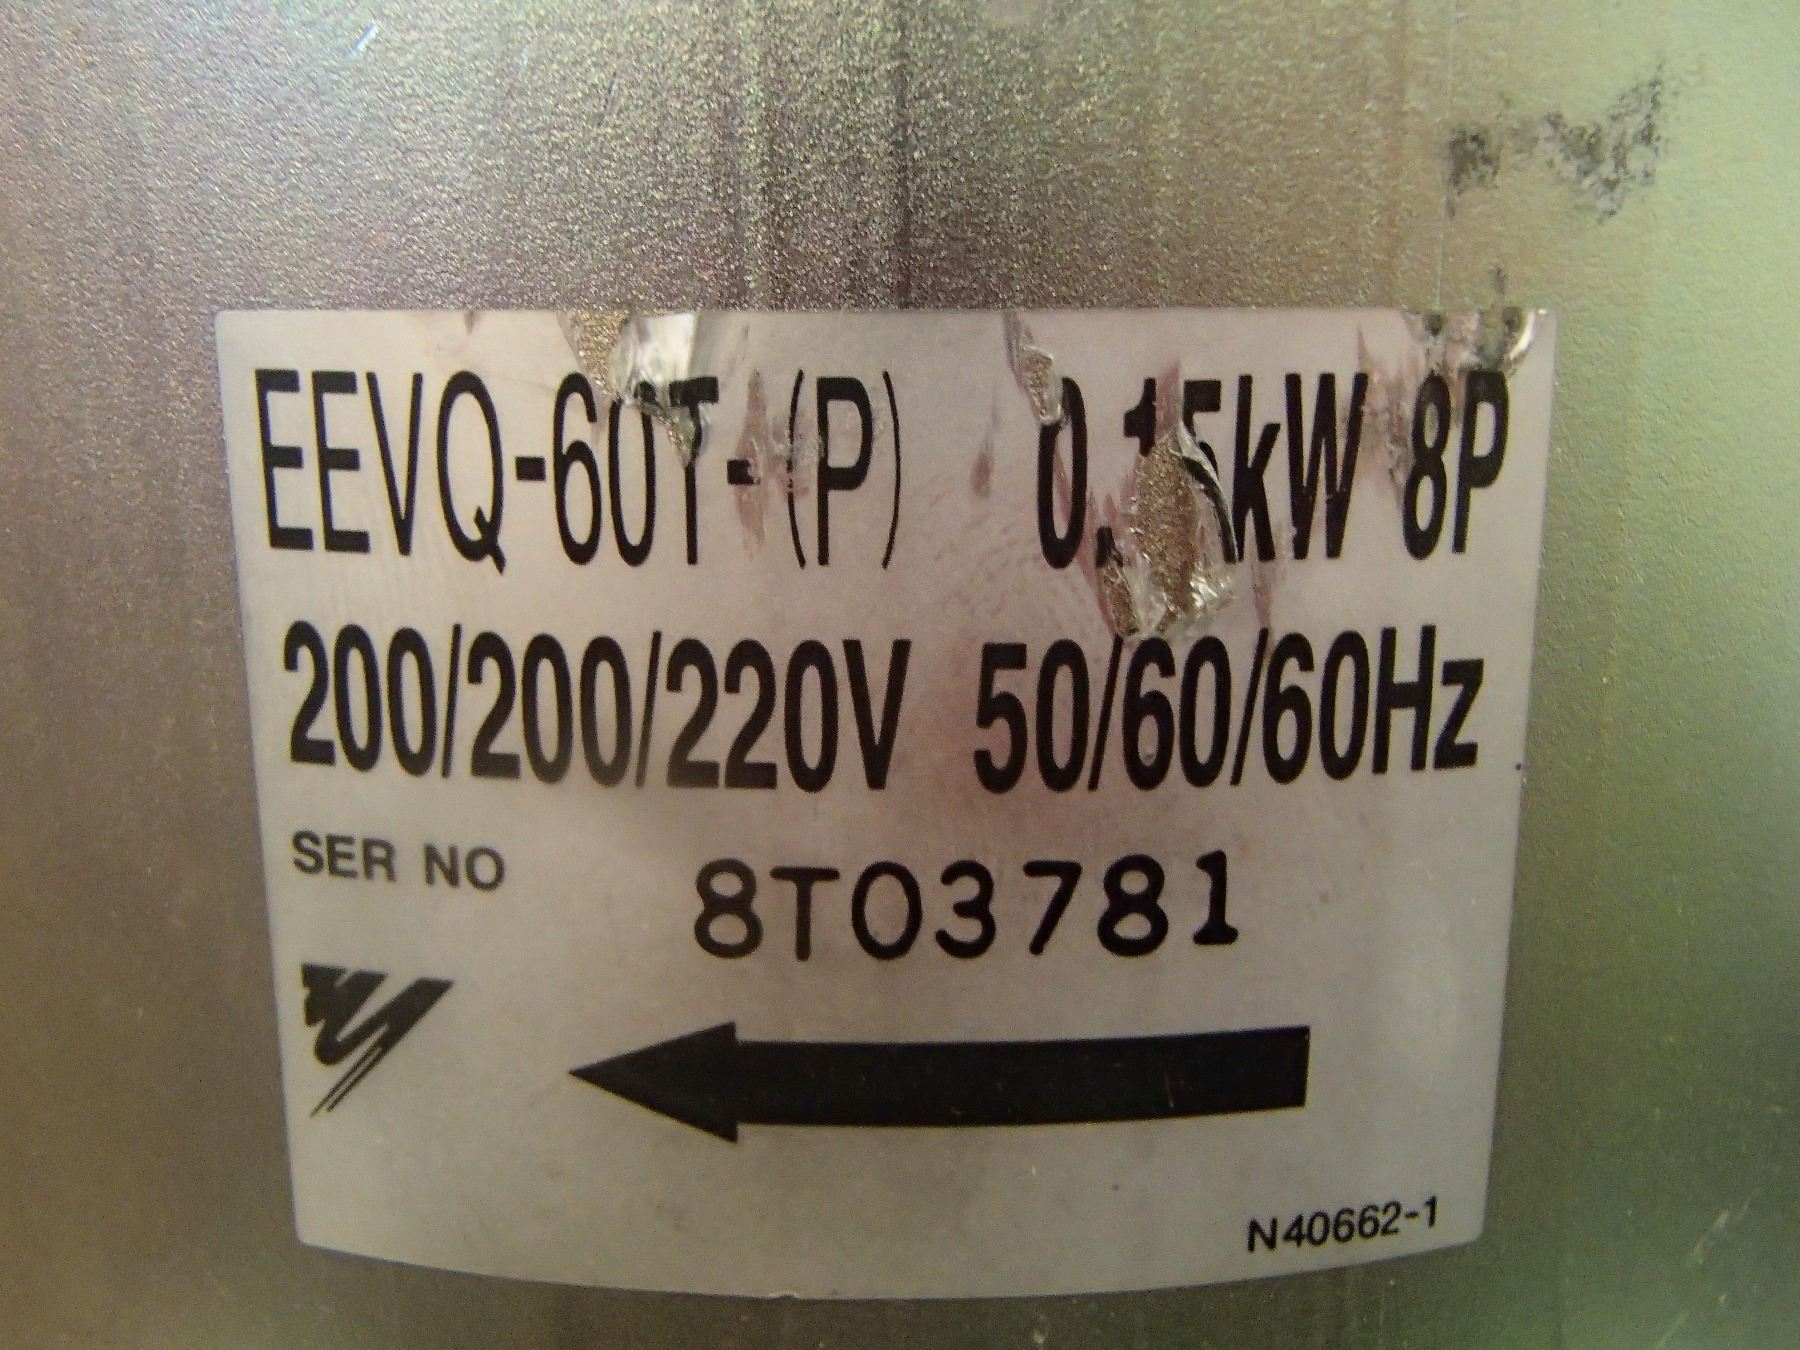 EEVQ-60T-(P) 0.15kW 8P
200/200/220V 50/60/60Hz
SER NO 8T03781
N40662-1